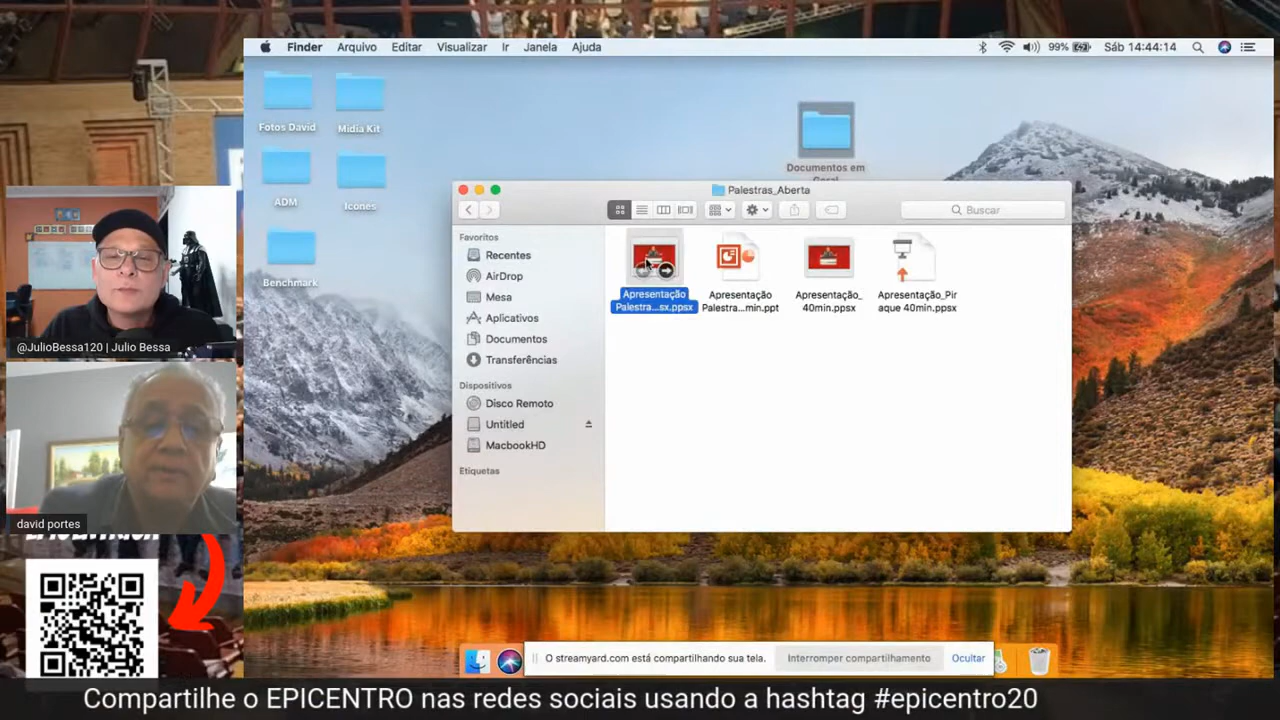 Finder Arquivo Editar Visualizar Ir Janela Ajuda
99% Sáb 14:44:14
Fotos David
Midia Kit
ADM
Icones
Benchmark
Documentos em
Palestras_Aberta
Buscar
Favoritos
Recentes
AirDrop
Mesa
Aplicativos
Documentos
Transferências
Dispositivos
Disco Remoto
Untitled
MacbookHD
Etiquetas
Apresentação
Palestra...sx.ppsx
Apresentação
Palestra...min.ppt
Apresentação_
40min.ppsx
Apresentação_Pir
aque 40min.ppsx
@JulioBessa120 | Julio Bessa
david portes
O streamyard.com está compartilhando sua tela.
Interromper compartilhamento
Ocultar
Compartilhe o EPICENTRO nas redes sociais usando a hashtag #epicentro20